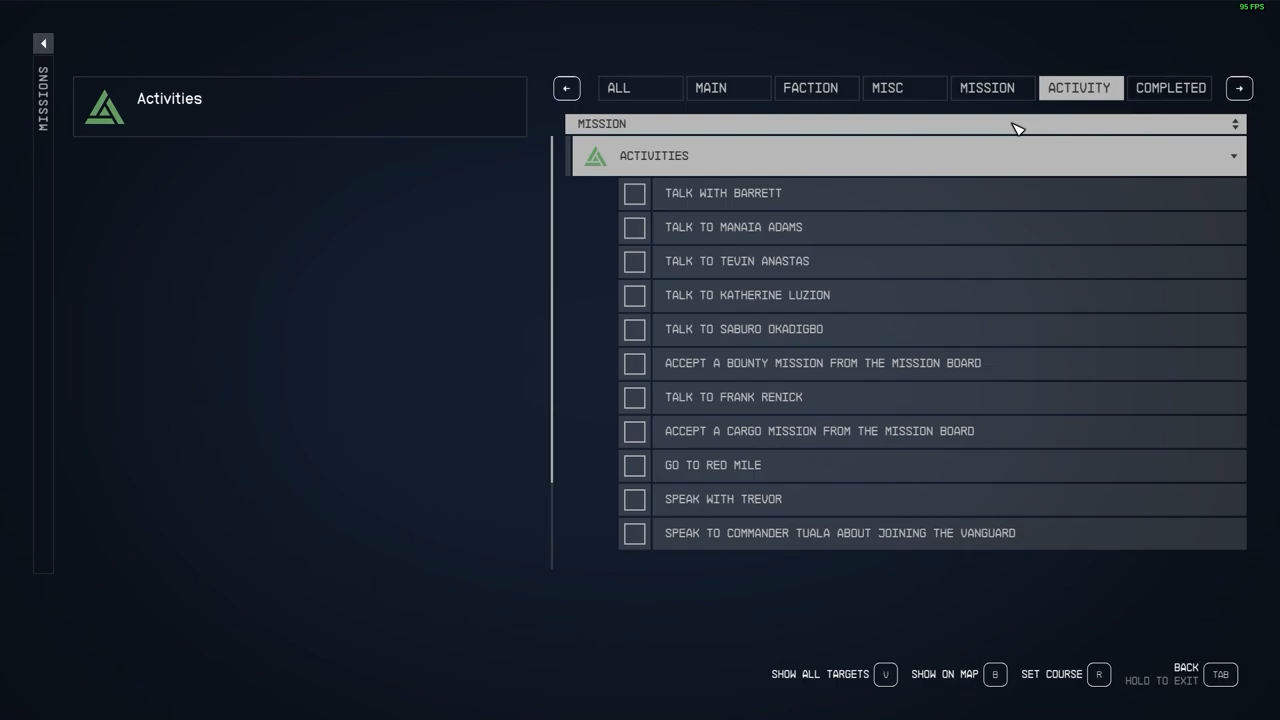 95 FPS
MISSIONS
Activities
ALL
MAIN
FACTION
MISC
MISSION
ACTIVITY
COMPLETED
MISSION
ACTIVITIES
TALK WITH BARRETT
TALK TO MANAIA ADAMS
TALK TO TEVIN ANASTAS
TALK TO KATHERINE LUZION
TALK TO SABURO OKADIGBO
ACCEPT A BOUNTY MISSION FROM THE MISSION BOARD
TALK TO FRANK RENICK
ACCEPT A CARGO MISSION FROM THE MISSION BOARD
GO TO RED MILE
SPEAK WITH TREVOR
SPEAK TO COMMANDER TUALA ABOUT JOINING THE VANGUARD
SHOW ALL TARGETS V
SHOW ON MAP B
SET COURSE R
BACK
HOLD TO EXIT
TAB